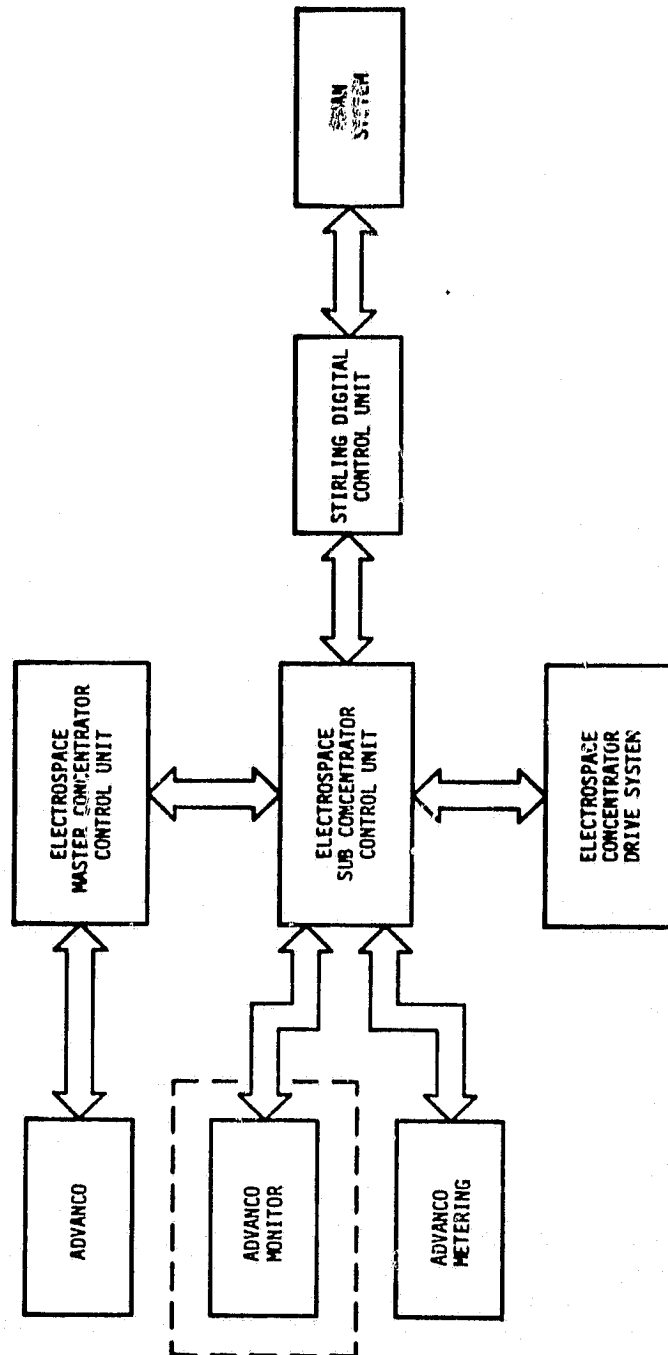 ADVANCO
ELECTROSPACE
MASTER CONCENTRATOR
CONTROL UNIT
ADVANCO
MONITOR
ELECTROSPACE
SUB CONCENTRATOR
CONTROL UNIT
STIRLING DIGITAL
CONTROL UNIT
SYSTEM
ADVANCO
METERING
ELECTROSPACE
CONCENTRATOR
DRIVE SYSTEM